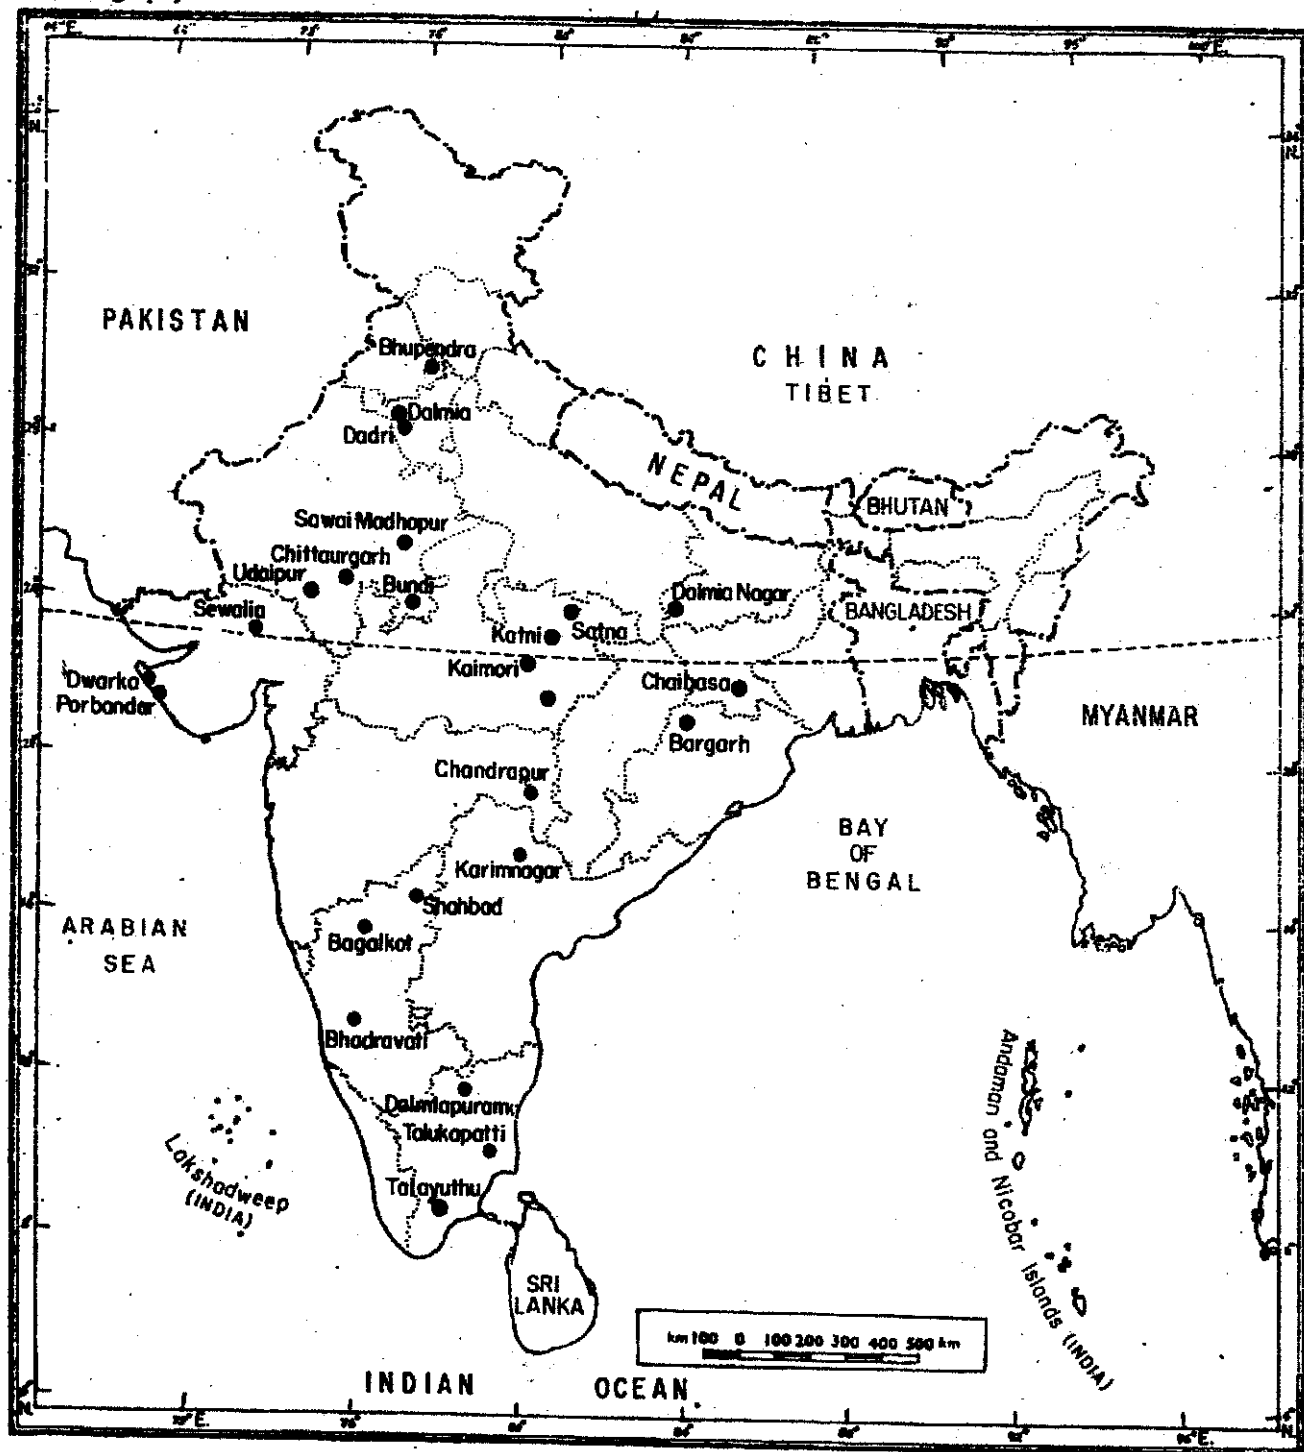 PAKISTAN
CHINA
TIBET
Bhupendra
Dalmia
Dadri
NEPAL
BHUTAN
Sawai Madhopur
Chittaurgarh
Udaipur
Bundi
Dalmia Nagar
Sewalia
BANGLADESH
Katni
Satna
Kaimori
Dwarka
Chaibasa
Porbandar
MYANMAR
Bargarh
Chandrapur
BAY
OF
BENGAL
Karimnagar
Shahbad
ARABIAN
SEA
Bagalkot
Bhadravati
Andaman and Nicobar Islands (INDIA)
Dalmiapuram
Talukapatti
Lakshadweep
(INDIA)
Talayuthu
SRI
LANKA
km 100 0 100 200 300 400 500 km
INDIAN OCEAN